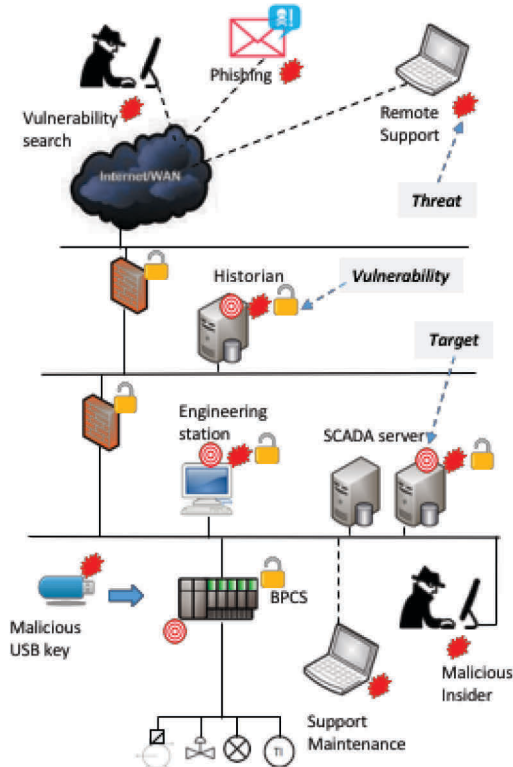 Phishing
Vulnerability
search
Remote
Support
Internet/WAN
Threat
Historian
Vulnerability
Target
Engineering
station
SCADA server
BPCS
Malicious
USB key
Malicious
Insider
Support
Maintenance
TI